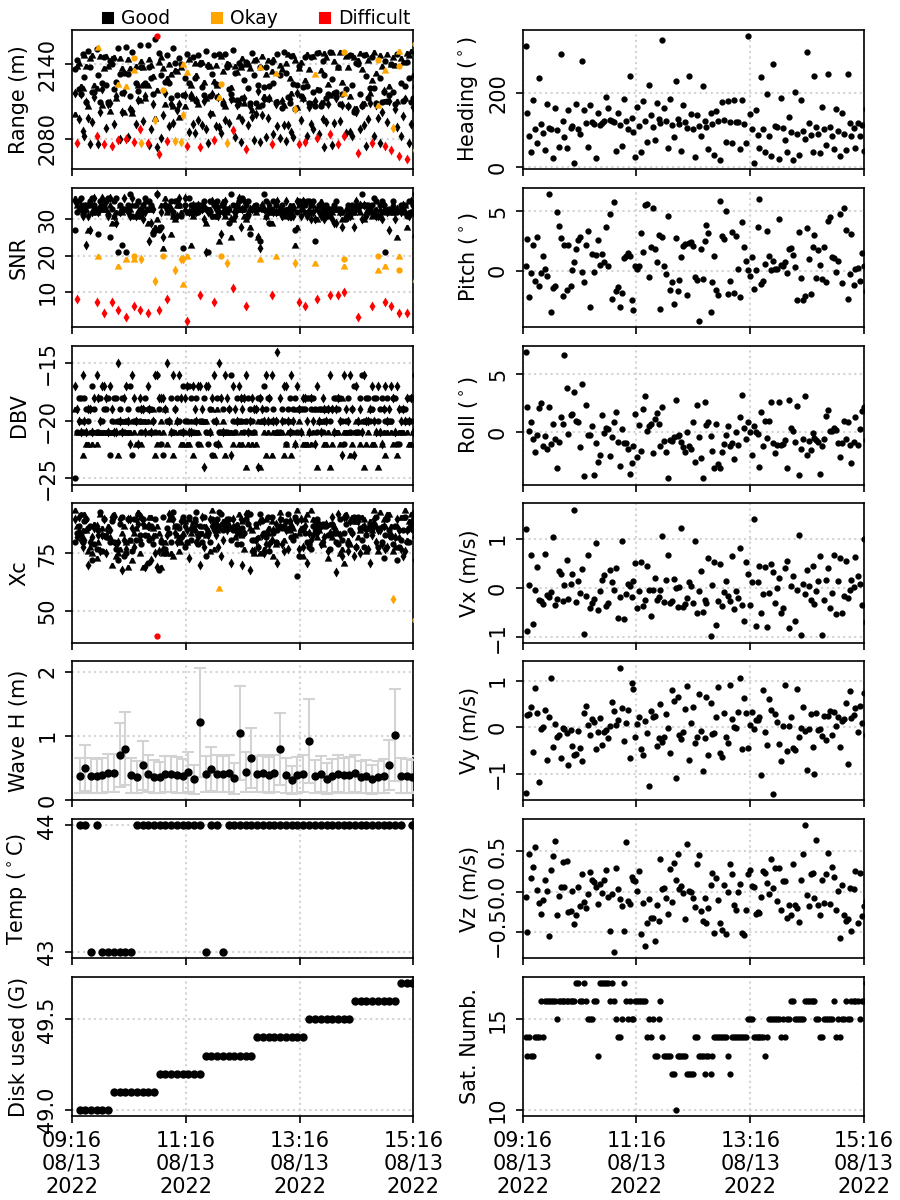 Good Okay Difficult
Range (m)
2140
2080
Heading (°)
200
0
SNR
30
20
10
Pitch (°)
5
0
DBV
−15
−20
−25
Roll (°)
5
0
Xc
75
50
Vx (m/s)
1
0
−1
Wave H (m)
2
1
0
Vy (m/s)
1
0
−1
Temp (°C)
44
43
Vz (m/s)
0.5
0.0
−0.5
Disk used (G)
49.5
49.0
Sat. Numb.
15
10
09:16 11:16 13:16 15:16
08/13 08/13 08/13 08/13
2022 2022 2022 2022
09:16 11:16 13:16 15:16
08/13 08/13 08/13 08/13
2022 2022 2022 2022